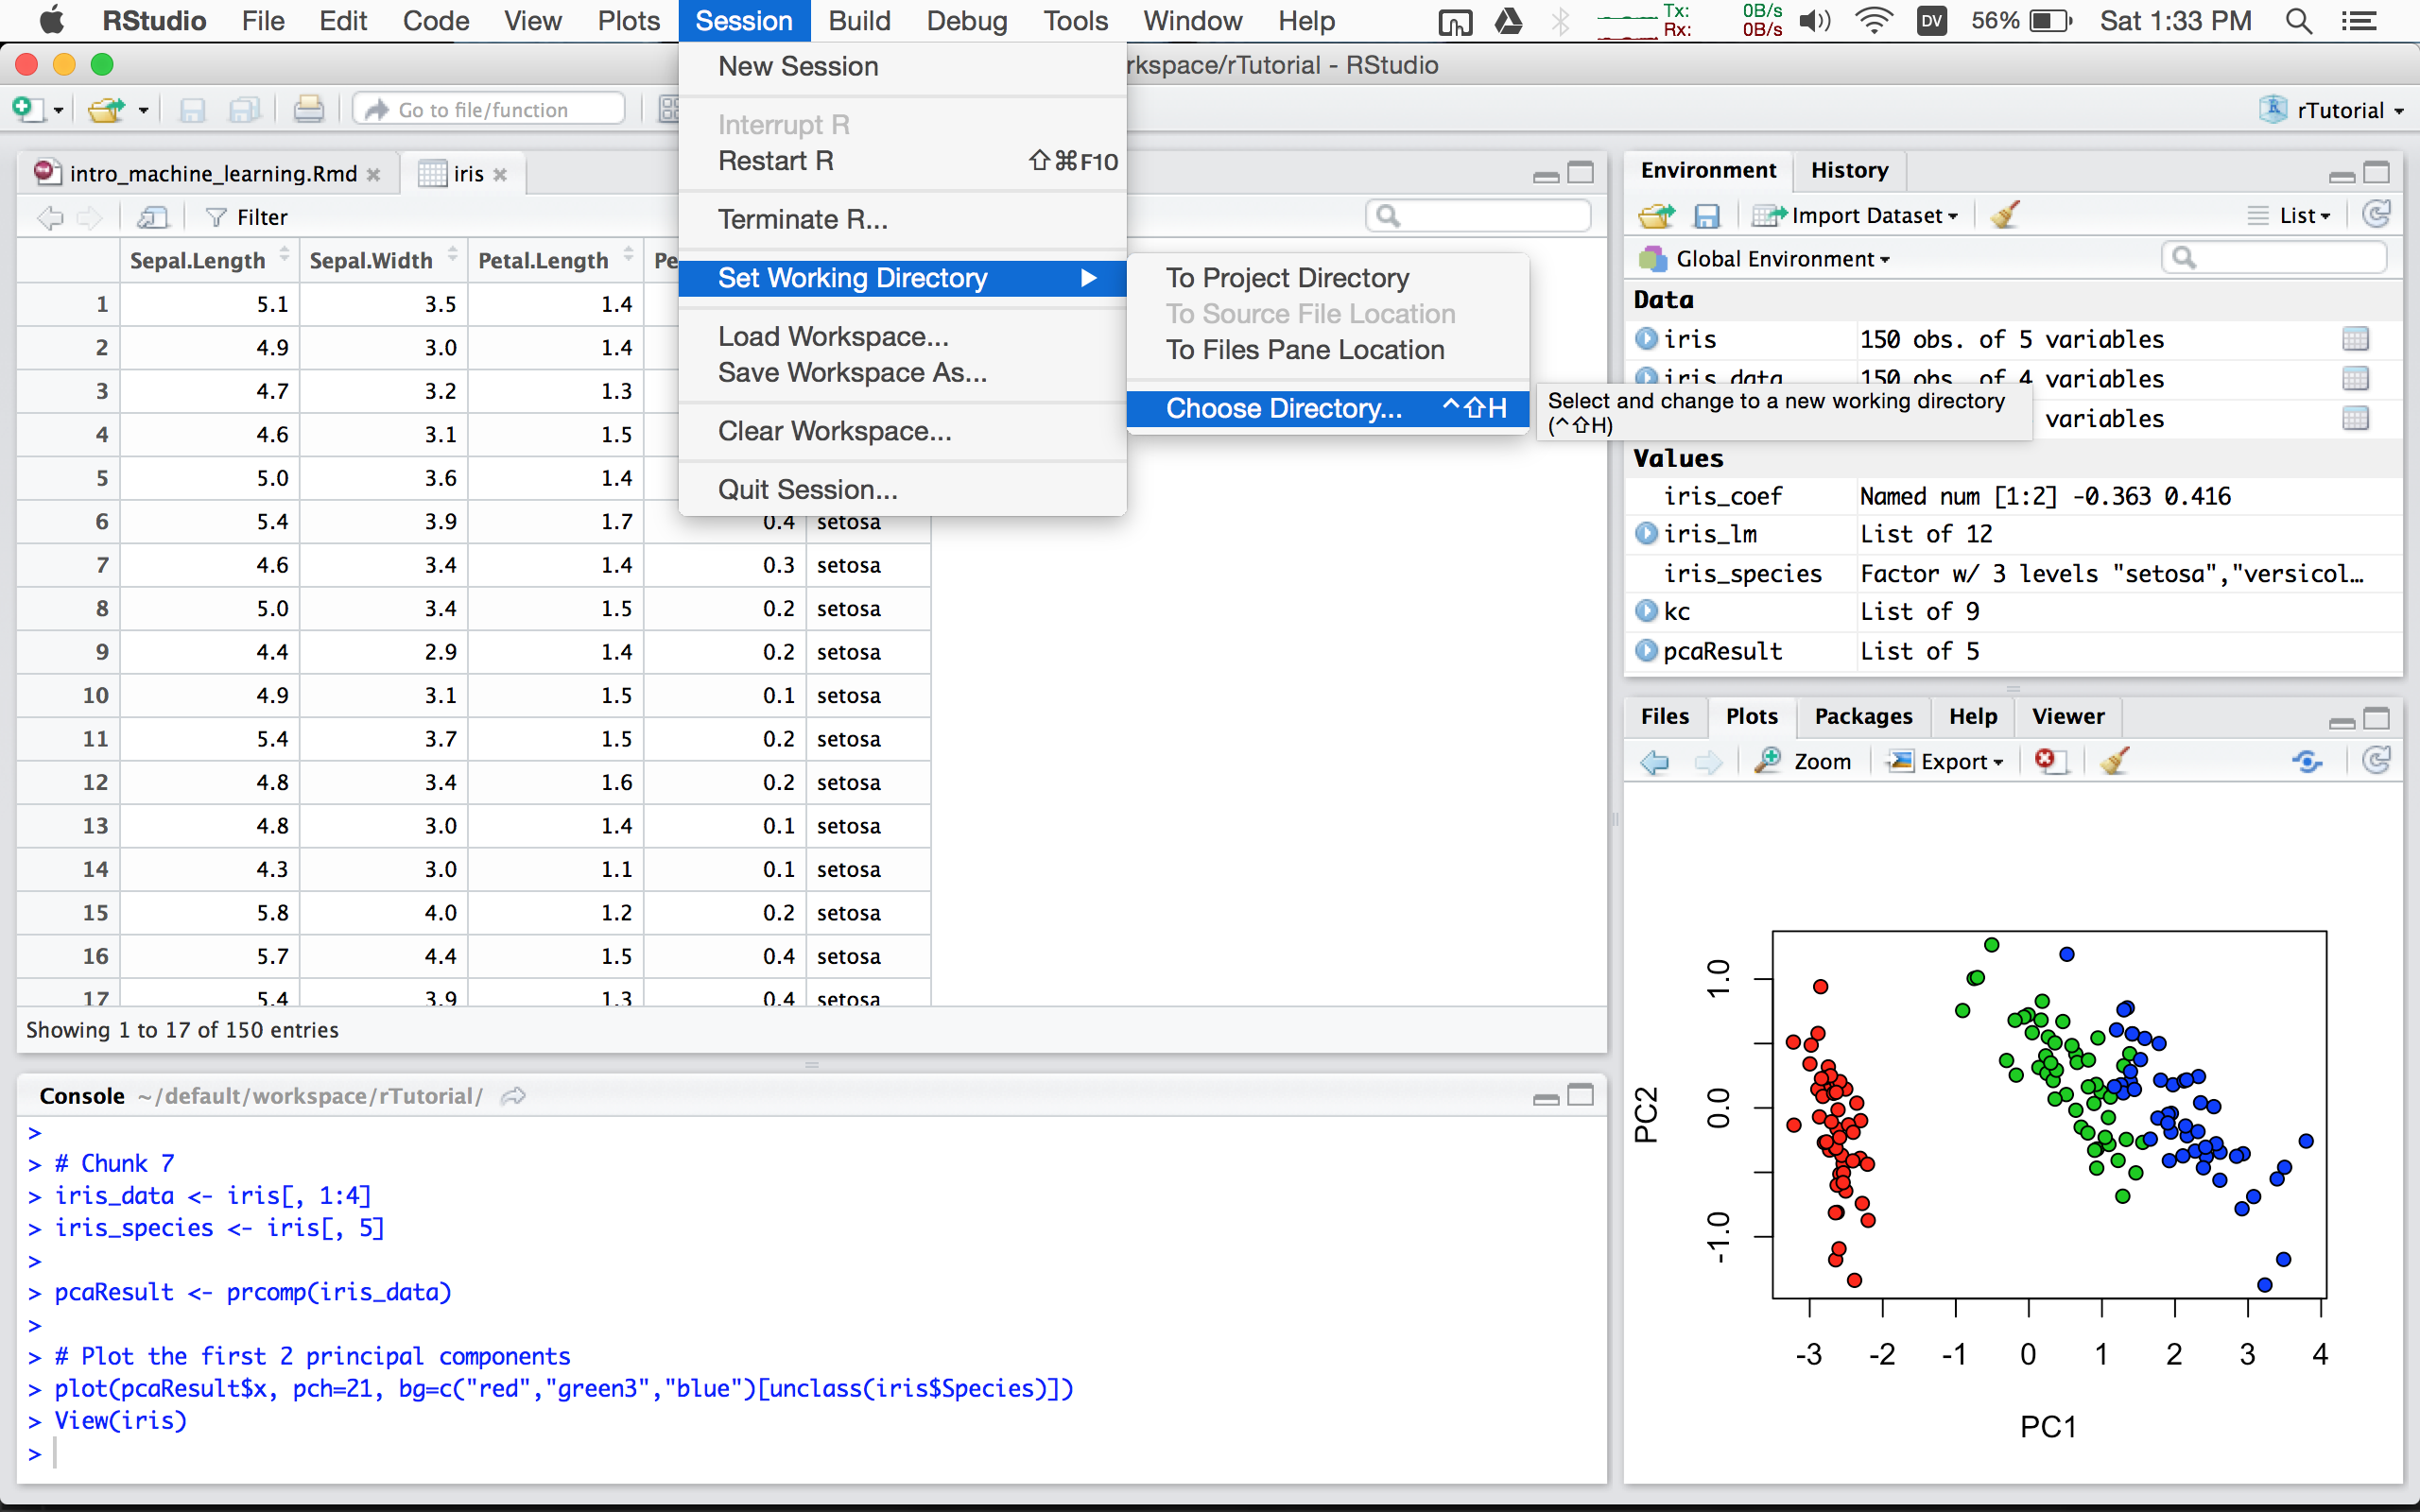 RStudio File Edit Code View Plots Session Build Debug Tools Window Help Tx: Rx: 0B/s 0B/s DV 56% Sat 1:33 PM
rkspace/rTutorial - RStudio
Go to file/function
rTutorial
New Session
Interrupt R
Restart R ⇧⌘F10
Terminate R...
Set Working Directory ▶
Load Workspace...
Save Workspace As...
Clear Workspace...
Quit Session...
To Project Directory
To Source File Location
To Files Pane Location
Choose Directory... ^⇧H
Select and change to a new working directory
(^⇧H)
intro_machine_learning.Rmd iris
Filter
Sepal.Length Sepal.Width Petal.Length Pe
1 5.1 3.5 1.4
2 4.9 3.0 1.4
3 4.7 3.2 1.3
4 4.6 3.1 1.5
5 5.0 3.6 1.4
6 5.4 3.9 1.7 0.4 setosa
7 4.6 3.4 1.4 0.3 setosa
8 5.0 3.4 1.5 0.2 setosa
9 4.4 2.9 1.4 0.2 setosa
10 4.9 3.1 1.5 0.1 setosa
11 5.4 3.7 1.5 0.2 setosa
12 4.8 3.4 1.6 0.2 setosa
13 4.8 3.0 1.4 0.1 setosa
14 4.3 3.0 1.1 0.1 setosa
15 5.8 4.0 1.2 0.2 setosa
16 5.7 4.4 1.5 0.4 setosa
17 5.4 3.9 1.3 0.4 setosa
Showing 1 to 17 of 150 entries
Console ~/default/workspace/rTutorial/
>
> # Chunk 7
> iris_data <- iris[, 1:4]
> iris_species <- iris[, 5]
>
> pcaResult <- prcomp(iris_data)
>
> # Plot the first 2 principal components
> plot(pcaResult$x, pch=21, bg=c("red","green3","blue")[unclass(iris$Species)])
> View(iris)
>
Environment History
Import Dataset List
Global Environment
Data
iris 150 obs. of 5 variables
iris_data 150 obs. of 4 variables
variables
Values
iris_coef Named num [1:2] -0.363 0.416
iris_lm List of 12
iris_species Factor w/ 3 levels "setosa","versicol…
kc List of 9
pcaResult List of 5
Files Plots Packages Help Viewer
Zoom Export
PC2
1.0
0.0
-1.0
-3 -2 -1 0 1 2 3 4
PC1